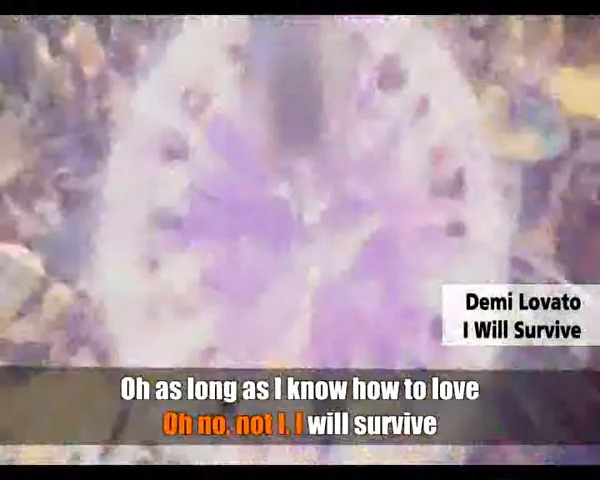 Demi Lovato
I Will Survive
Oh as long as I know how to love
Oh no, not I, I will survive